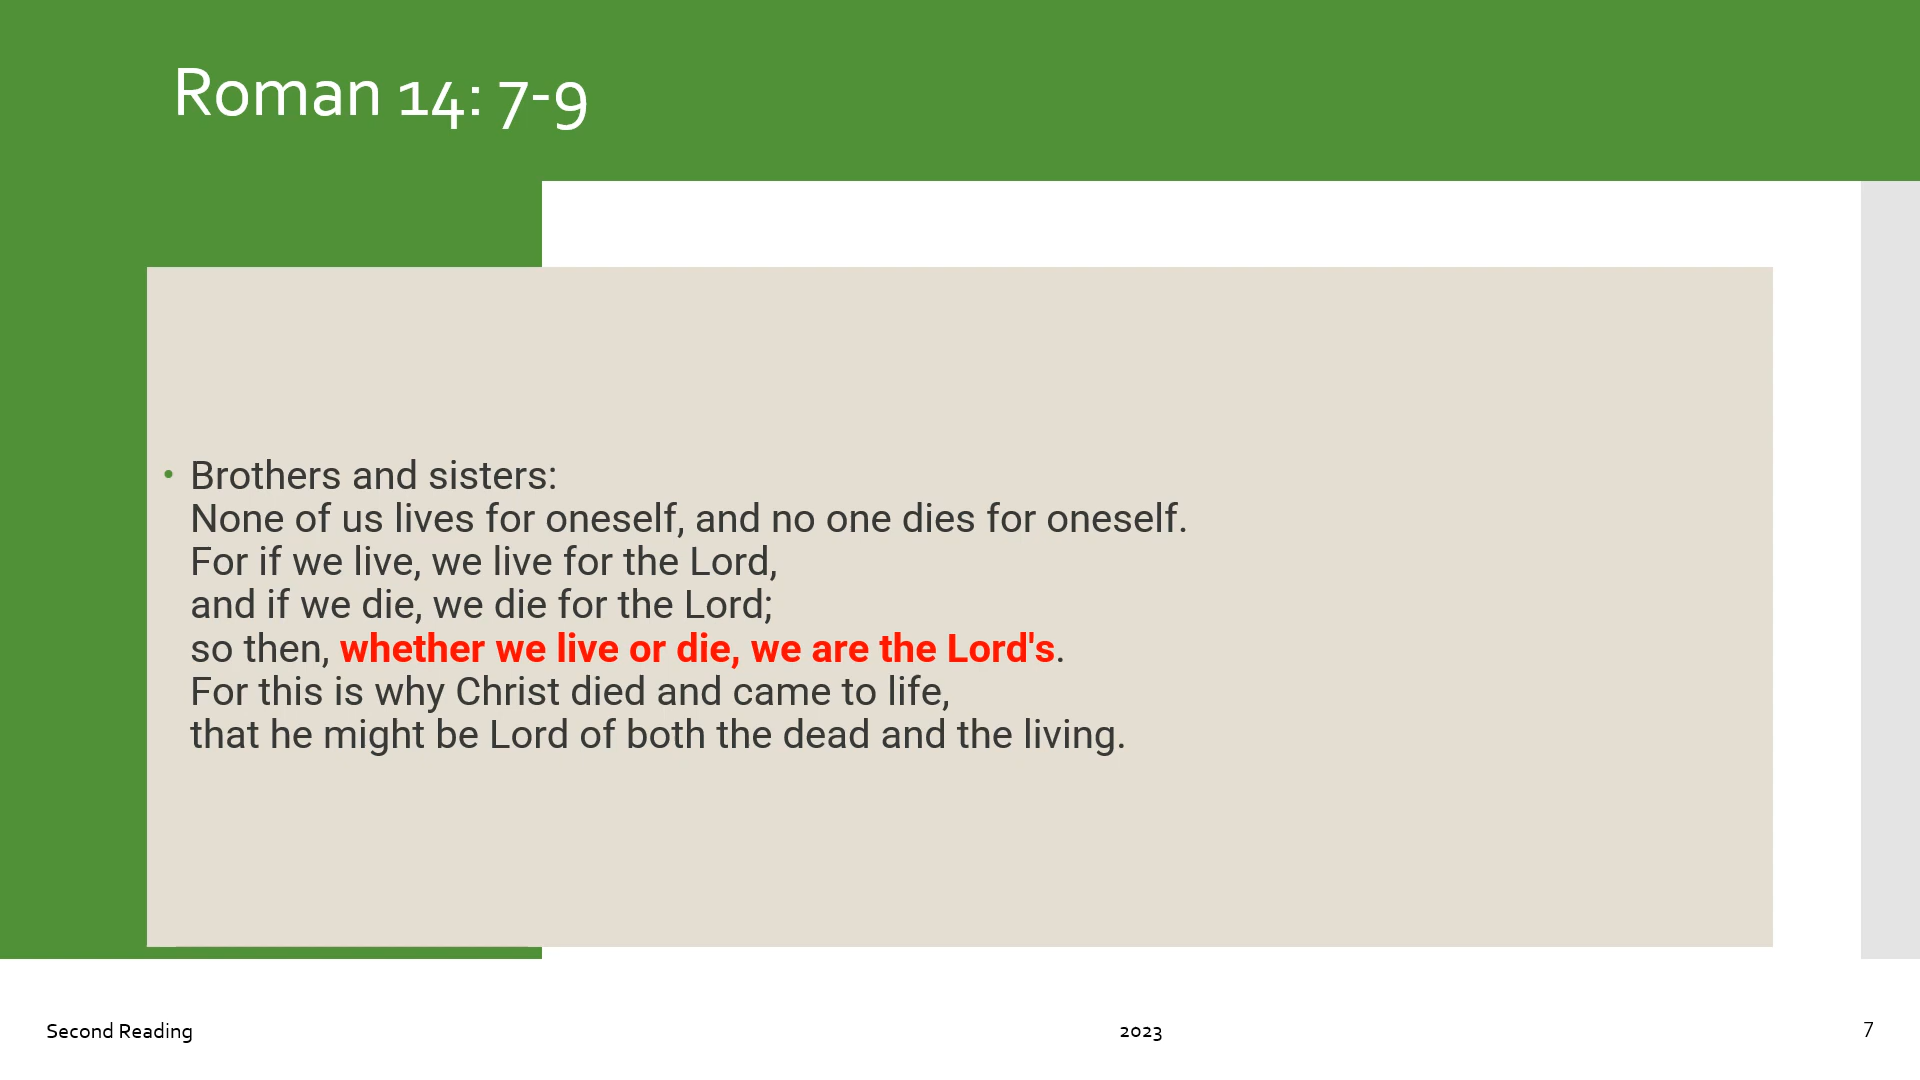 Roman 14: 7-9
• Brothers and sisters:
None of us lives for oneself, and no one dies for oneself.
For if we live, we live for the Lord,
and if we die, we die for the Lord;
so then, whether we live or die, we are the Lord's.
For this is why Christ died and came to life,
that he might be Lord of both the dead and the living.
Second Reading
2023
7